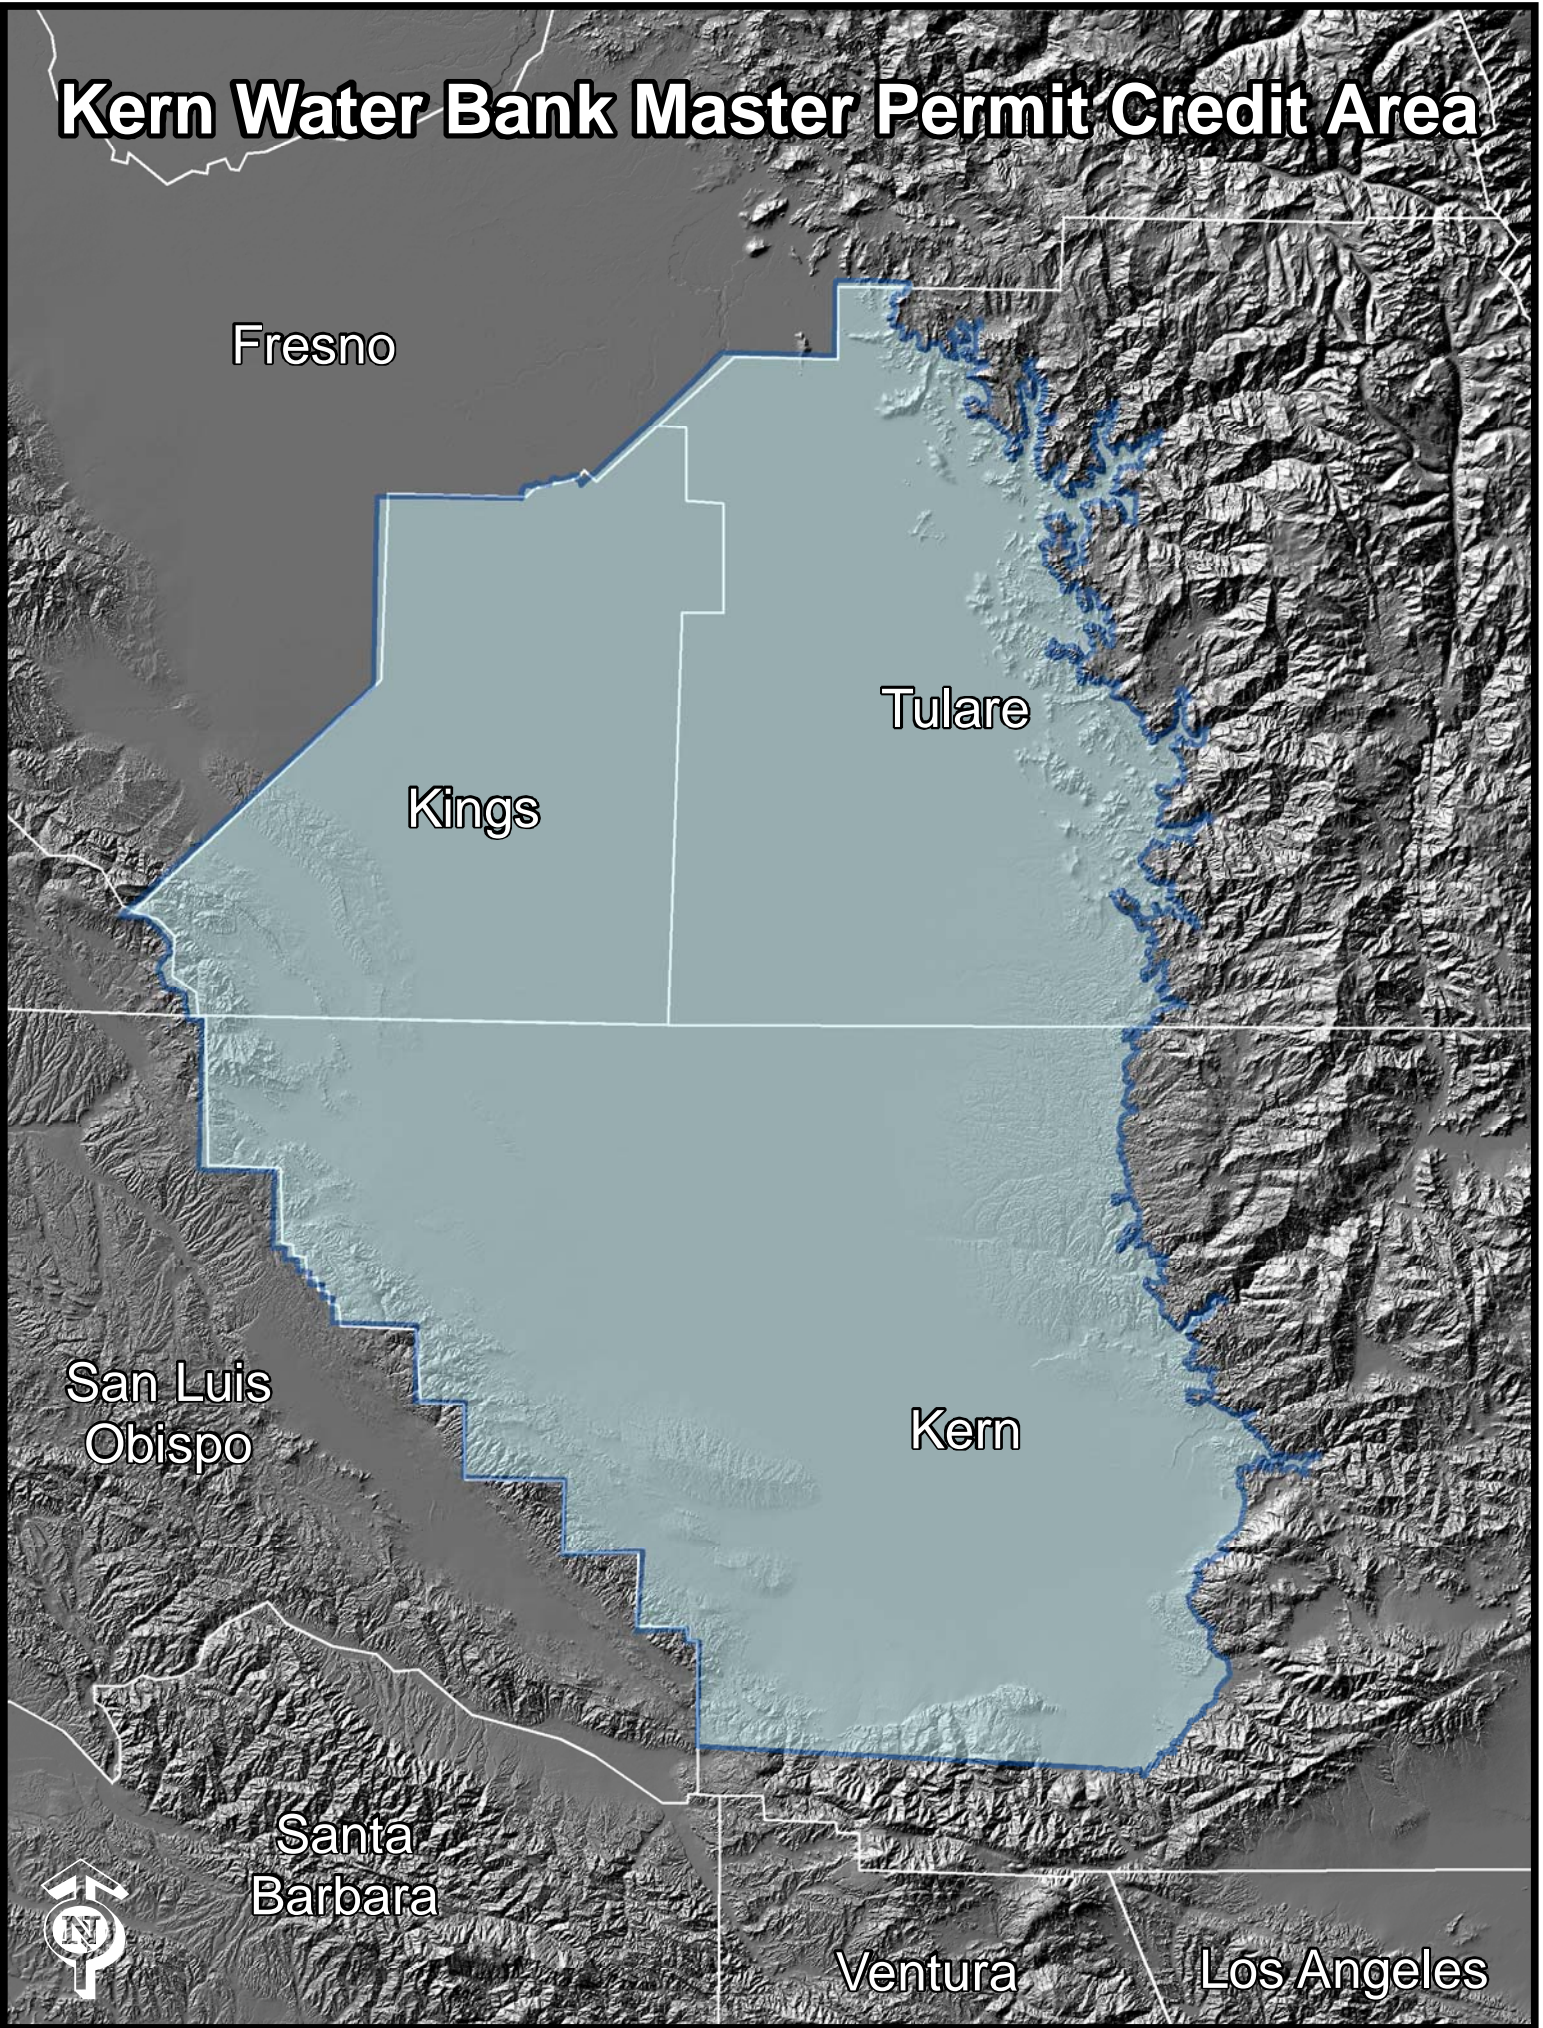 Kern Water Bank Master Permit Credit Area
Fresno
Tulare
Kings
San Luis
Obispo
Kern
Santa
Barbara
N
Ventura
Los Angeles